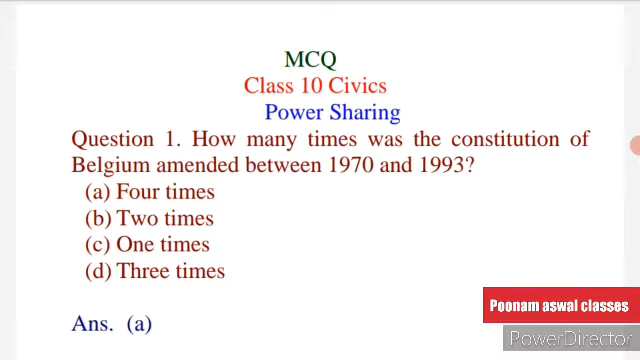 MCQ
Class 10 Civics
Power Sharing
Question 1. How many times was the constitution of
Belgium amended between 1970 and 1993?
(a) Four times
(b) Two times
(c) One times
(d) Three times
Poonam aswal classes
Ans. (a)
PowerDirector